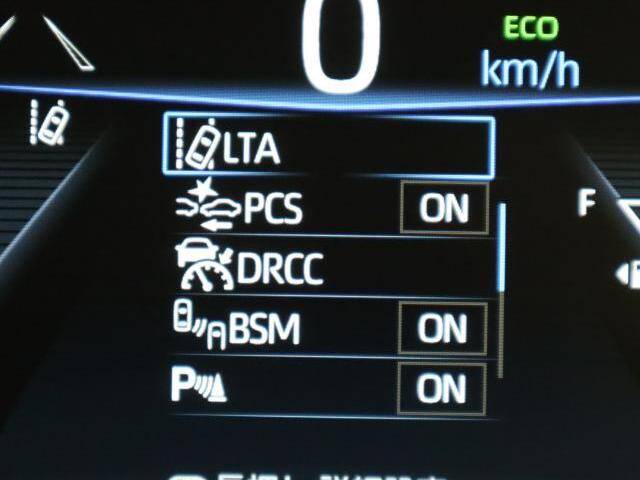 0
ECO
km/h
LTA
PCS ON
DRCC
F
BSM ON
P ON